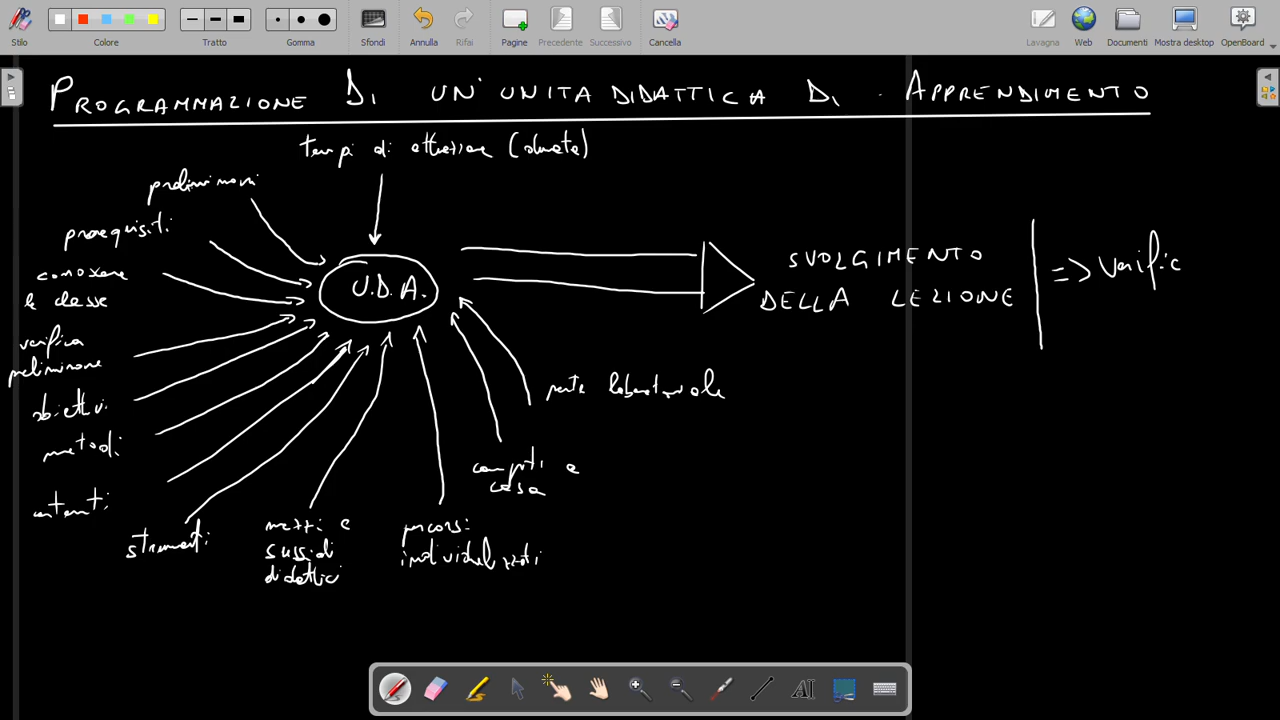 Stilo
Colore
Tratto
Gomma
Sfondi
Annulla
Rifai
Pagine
Precedente
Successivo
Cancella
Lavagna
Web
Documenti
Mostra desktop
OpenBoard
PROGRAMMAZIONE DI UN'UNITA DIDATTICA DI APPRENDIMENTO
tempi di attuazione (durata)
preliminari
prerequisiti
conoscere
la classe
verifica
preliminare
obiettivi
metodi
contenuti
strumenti
mezzi e
sussidi
didattici
percorsi
individualizzati
compiti a
casa
parte laboratoriale
U.D.A.
SVOLGIMENTO
DELLA LEZIONE
=> Verific